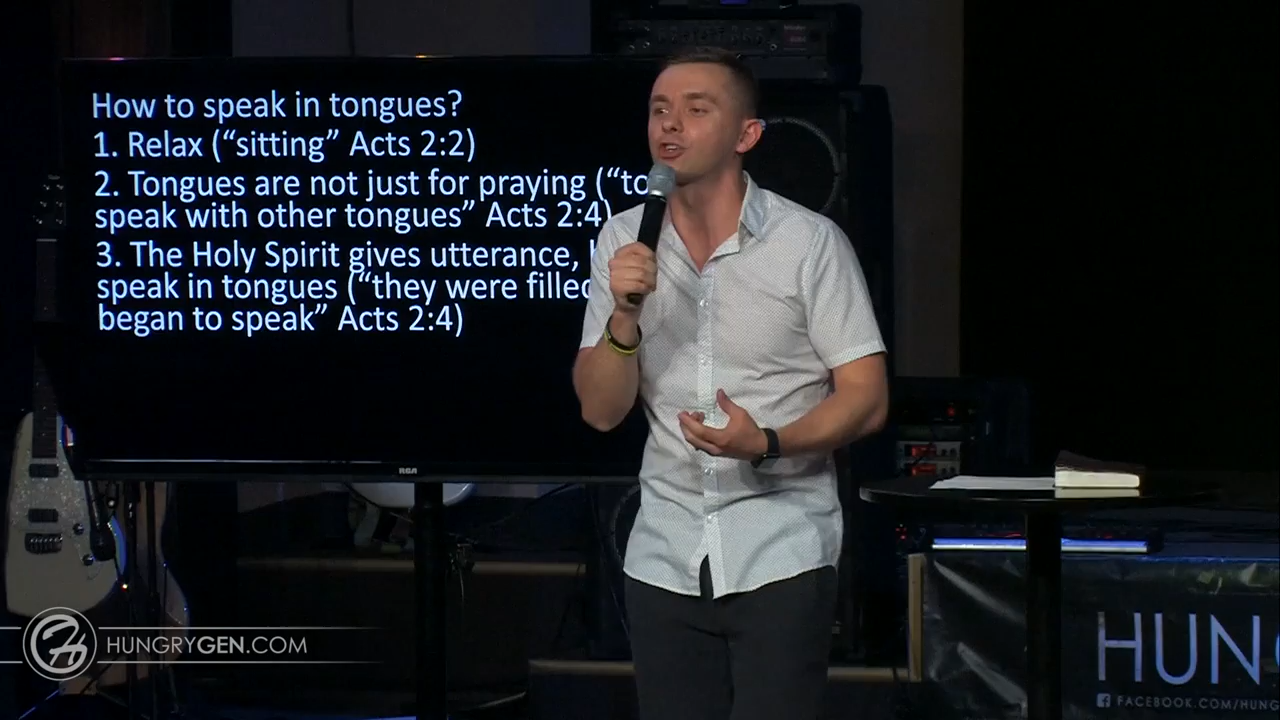 How to speak in tongues?
1. Relax (“sitting” Acts 2:2)
2. Tongues are not just for praying (“to
speak with other tongues” Acts 2:4)
3. The Holy Spirit gives utterance,
speak in tongues (“they were filled
began to speak” Acts 2:4)
RCA
HUNGRYGEN.COM
HUNG
FACEBOOK.COM/HUNG